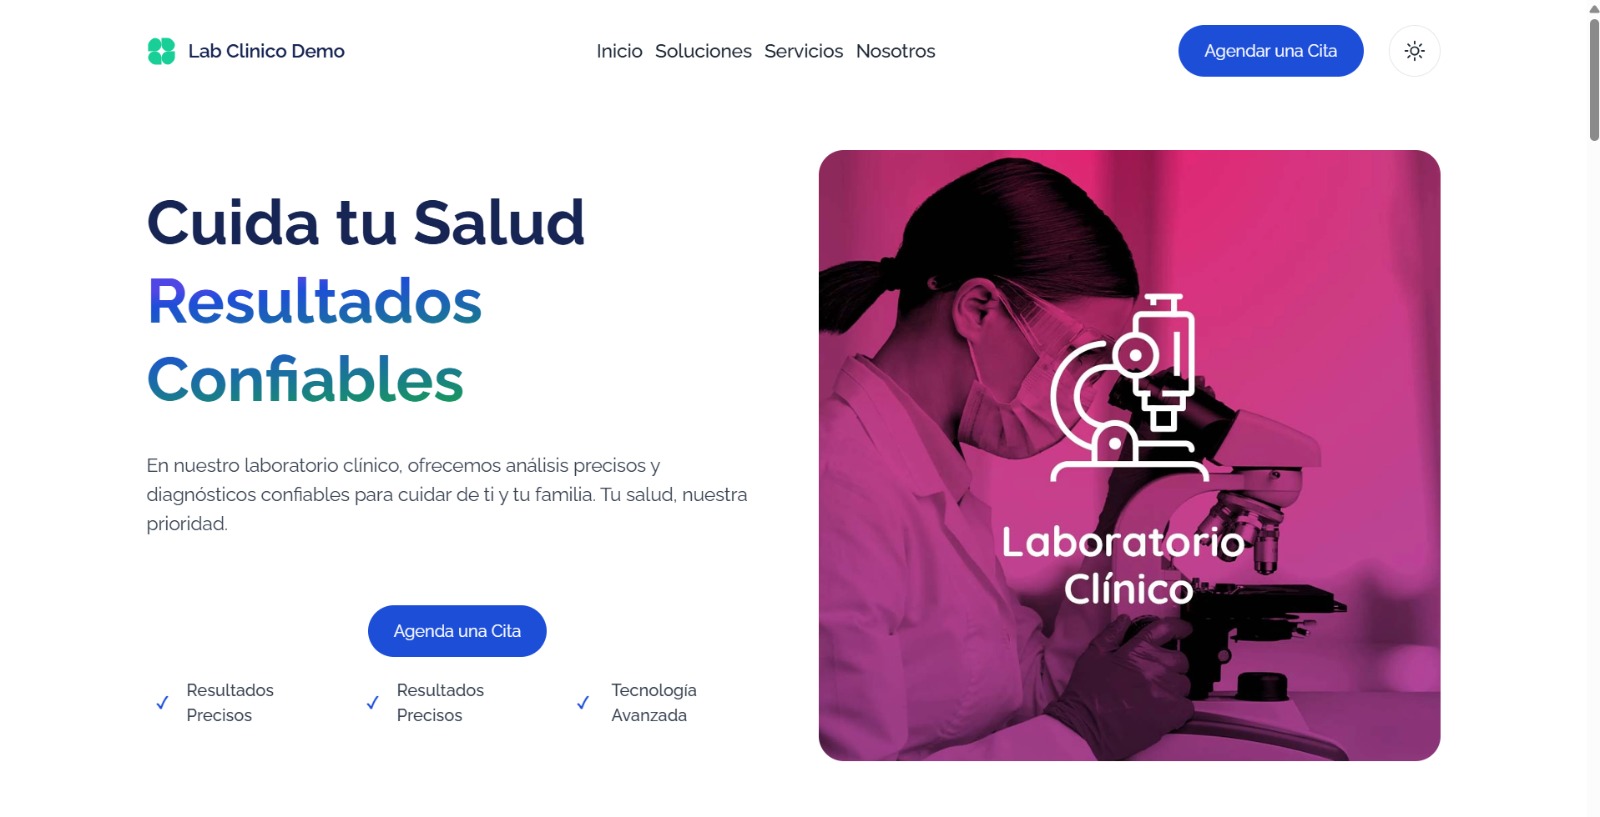 Lab Clinico Demo
Inicio Soluciones Servicios Nosotros
Agendar una Cita
Cuida tu Salud
Resultados
Confiables
En nuestro laboratorio clínico, ofrecemos análisis precisos y
diagnósticos confiables para cuidar de ti y tu familia. Tu salud, nuestra
prioridad.
Agenda una Cita
Resultados
Precisos
Resultados
Precisos
Tecnología
Avanzada
Laboratorio
Clínico